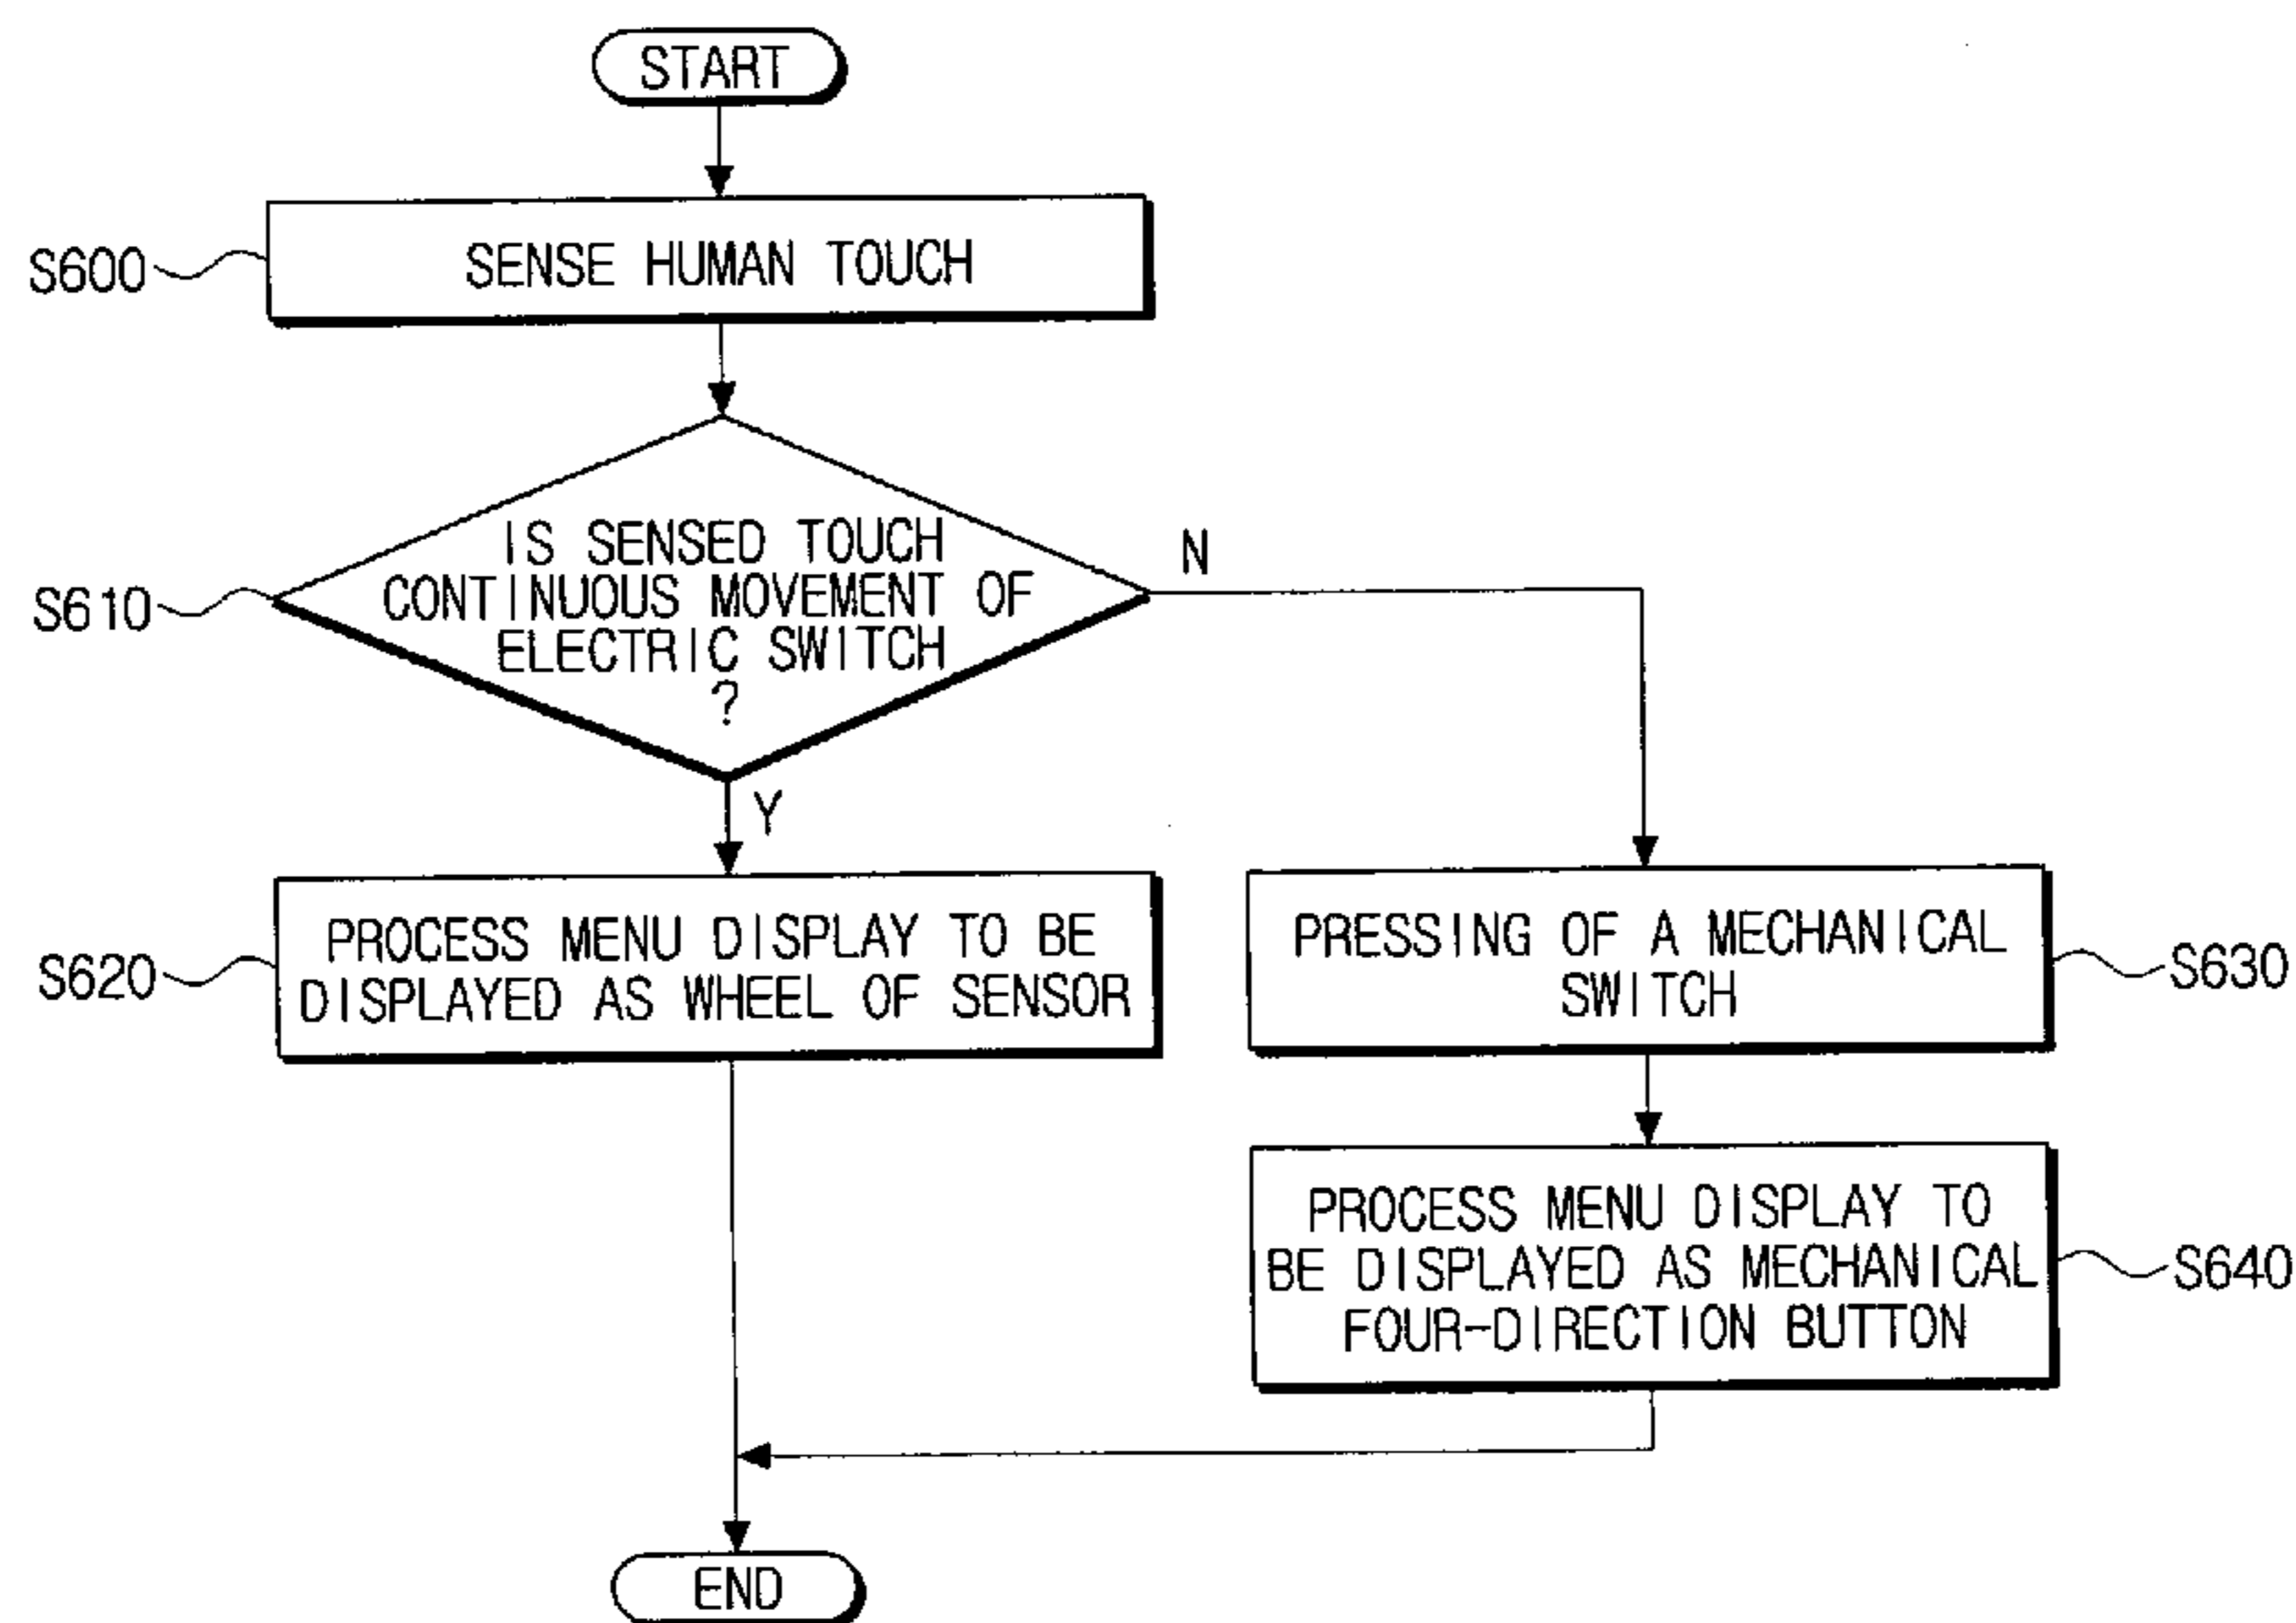 START
S600
SENSE HUMAN TOUCH
S610
IS SENSED TOUCH
CONTINUOUS MOVEMENT OF
ELECTRIC SWITCH
?
N
Y
S620
PROCESS MENU DISPLAY TO BE
DISPLAYED AS WHEEL OF SENSOR
PRESSING OF A MECHANICAL
SWITCH
S630
PROCESS MENU DISPLAY TO
BE DISPLAYED AS MECHANICAL
FOUR-DIRECTION BUTTON
S640
END